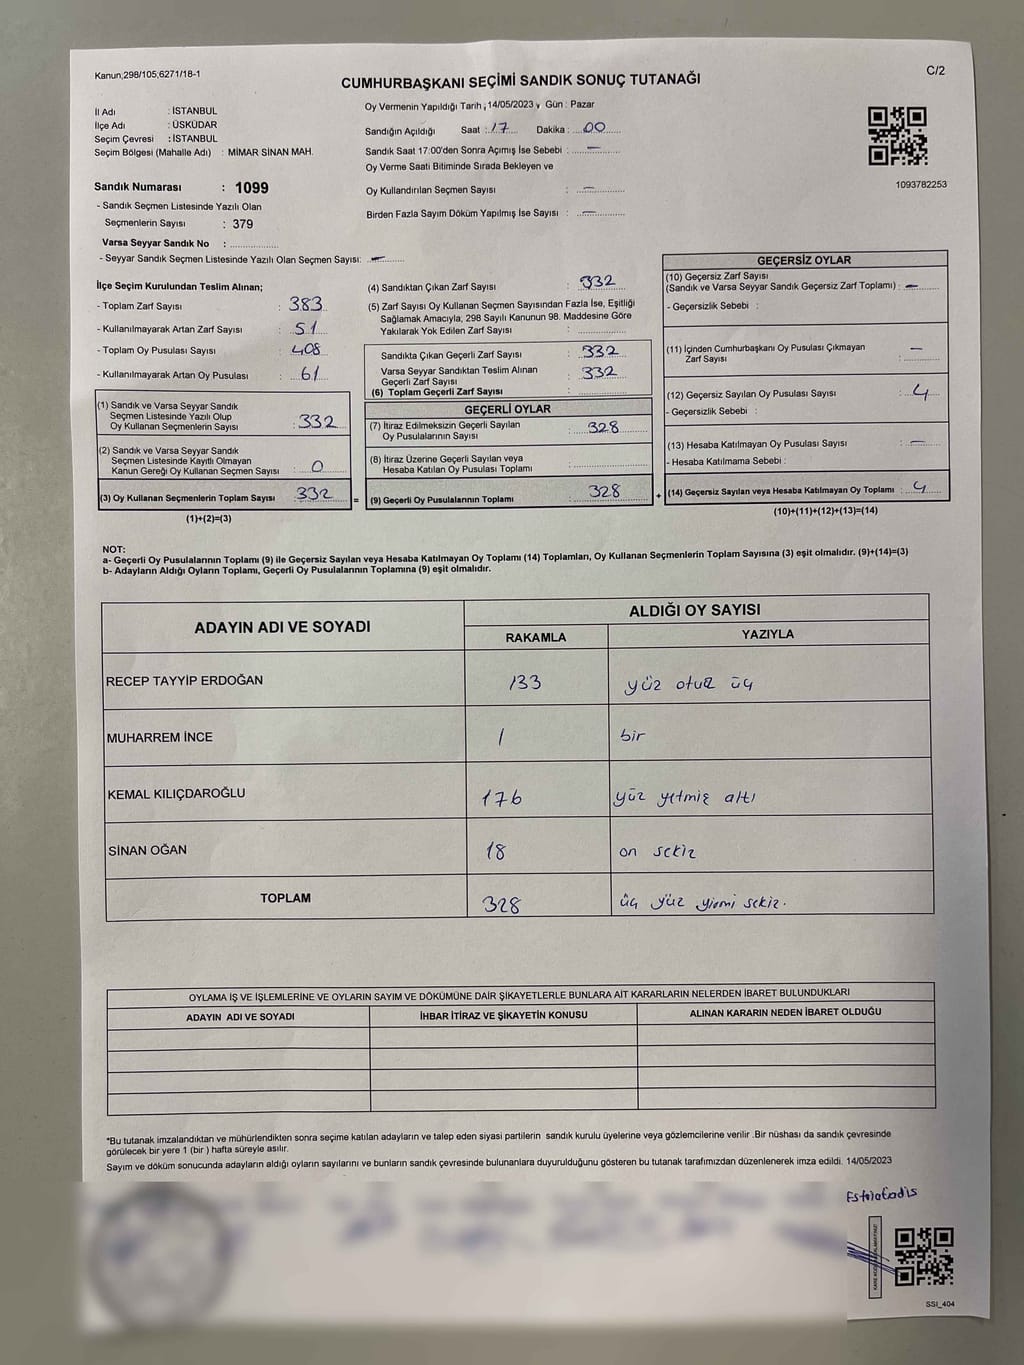 Kanun;298/105;6271/18-1
C/2
CUMHURBAŞKANI SEÇİMİ SANDIK SONUÇ TUTANAĞI
İl Adı : İSTANBUL
İlçe Adı : ÜSKÜDAR
Seçim Çevresi : İSTANBUL
Seçim Bölgesi (Mahalle Adı) : MİMAR SİNAN MAH.
Sandık Numarası : 1099
- Sandık Seçmen Listesinde Yazılı Olan
Seçmenlerin Sayısı : 379
Varsa Seyyar Sandık No : ................
- Seyyar Sandık Seçmen Listesinde Yazılı Olan Seçmen Sayısı: —
Oy Vermenin Yapıldığı Tarih ; 14/05/2023 , Gün : Pazar
Sandığın Açıldığı Saat : 17 Dakika : 00
Sandık Saat 17:00'den Sonra Açımış İse Sebebi : —
Oy Verme Saati Bitiminde Sırada Bekleyen ve
Oy Kullandırılan Seçmen Sayısı : —
Birden Fazla Sayım Döküm Yapılmış İse Sayısı : —
1093782253
İlçe Seçim Kurulundan Teslim Alınan;
- Toplam Zarf Sayısı : 383
- Kullanılmayarak Artan Zarf Sayısı : 51
- Toplam Oy Pusulası Sayısı : 408
- Kullanılmayarak Artan Oy Pusulası : 61
(1) Sandık ve Varsa Seyyar Sandık
Seçmen Listesinde Yazılı Olup
Oy Kullanan Seçmenlerin Sayısı : 332
(2) Sandık ve Varsa Seyyar Sandık
Seçmen Listesinde Kayıtlı Olmayan
Kanun Gereği Oy Kullanan Seçmen Sayısı : 0
(3) Oy Kullanan Seçmenlerin Toplam Sayısı : 332
(1)+(2)=(3)
(4) Sandıktan Çıkan Zarf Sayısı : 332
(5) Zarf Sayısı Oy Kullanan Seçmen Sayısından Fazla İse, Eşitliği
Sağlamak Amacıyla, 298 Sayılı Kanunun 98. Maddesine Göre
Yakılarak Yok Edilen Zarf Sayısı :
Sandıkta Çıkan Geçerli Zarf Sayısı : 332
Varsa Seyyar Sandıktan Teslim Alınan
Geçerli Zarf Sayısı : 332
(6) Toplam Geçerli Zarf Sayısı :
GEÇERLİ OYLAR
(7) İtiraz Edilmeksizin Geçerli Sayılan
Oy Pusulalarının Sayısı : 328
(8) İtiraz Üzerine Geçerli Sayılan veya
Hesaba Katılan Oy Pusulası Toplamı :
= (9) Geçerli Oy Pusulalarının Toplamı : 328
GEÇERSİZ OYLAR
(10) Geçersiz Zarf Sayısı
(Sandık ve Varsa Seyyar Sandık Geçersiz Zarf Toplamı) : —
- Geçersizlik Sebebi :
(11) İçinden Cumhurbaşkanı Oy Pusulası Çıkmayan
Zarf Sayısı : —
(12) Geçersiz Sayılan Oy Pusulası Sayısı : 4
- Geçersizlik Sebebi :
(13) Hesaba Katılmayan Oy Pusulası Sayısı : —
- Hesaba Katılmama Sebebi :
+ (14) Geçersiz Sayılan veya Hesaba Katılmayan Oy Toplamı : 4
(10)+(11)+(12)+(13)=(14)
NOT:
a- Geçerli Oy Pusulalarının Toplamı (9) ile Geçersiz Sayılan veya Hesaba Katılmayan Oy Toplamı (14) Toplamları, Oy Kullanan Seçmenlerin Toplam Sayısına (3) eşit olmalıdır. (9)+(14)=(3)
b- Adayların Aldığı Oyların Toplamı, Geçerli Oy Pusulalarının Toplamına (9) eşit olmalıdır.
ADAYIN ADI VE SOYADI ALDIĞI OY SAYISI
RAKAMLA YAZIYLA
RECEP TAYYİP ERDOĞAN 133 yüz otuz üç
MUHARREM İNCE 1 bir
KEMAL KILIÇDAROĞLU 176 yüz yetmiş altı
SİNAN OĞAN 18 on sekiz
TOPLAM 328 üç yüz yirmi sekiz.
OYLAMA İŞ VE İŞLEMLERİNE VE OYLARIN SAYIM VE DÖKÜMÜNE DAİR ŞİKAYETLERLE BUNLARA AİT KARARLARIN NELERDEN İBARET BULUNDUKLARI
ADAYIN ADI VE SOYADI İHBAR İTİRAZ VE ŞİKAYETİN KONUSU ALINAN KARARIN NEDEN İBARET OLDUĞU
*Bu tutanak imzalandıktan ve mühürlendikten sonra seçime katılan adayların ve talep eden siyasi partilerin sandık kurulu üyelerine veya gözlemcilerine verilir .Bir nüshası da sandık çevresinde
görülecek bir yere 1 (bir ) hafta süreyle asılır.
Sayım ve döküm sonucunda adayların aldığı oyların sayılarını ve bunların sandık çevresinde bulunanlara duyurulduğunu gösteren bu tutanak tarafımızdan düzenlenerek imza edildi. 14/05/2023
SSI_404